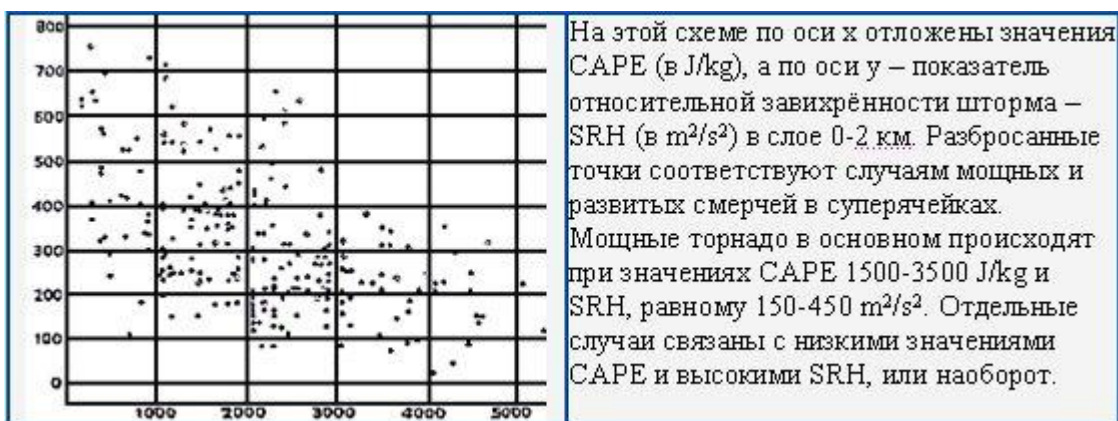 800
700
600
500
400
300
200
100
0
1000 2000 3000 4000 5000
На этой схеме по оси x отложены значения
CAPE (в J/kg), а по оси y – показатель
относительной завихрённости шторма –
SRH (в m²/s²) в слое 0-2 км. Разбросанные
точки соответствуют случаям мощных и
развитых смерчей в суперячейках.
Мощные торнадо в основном происходят
при значениях CAPE 1500-3500 J/kg и
SRH, равному 150-450 m²/s². Отдельные
случаи связаны с низкими значениями
CAPE и высокими SRH, или наоборот.